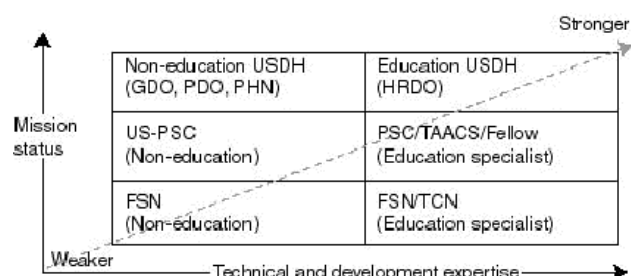 Stronger
Non-education USDH
(GDO, PDO, PHN)
Education USDH
(HRDO)
Mission
status
US-PSC
(Non-education)
PSC/TAACS/Fellow
(Education specialist)
FSN
(Non-education)
FSN/TCN
(Education specialist)
Weaker
Technical and development expertise